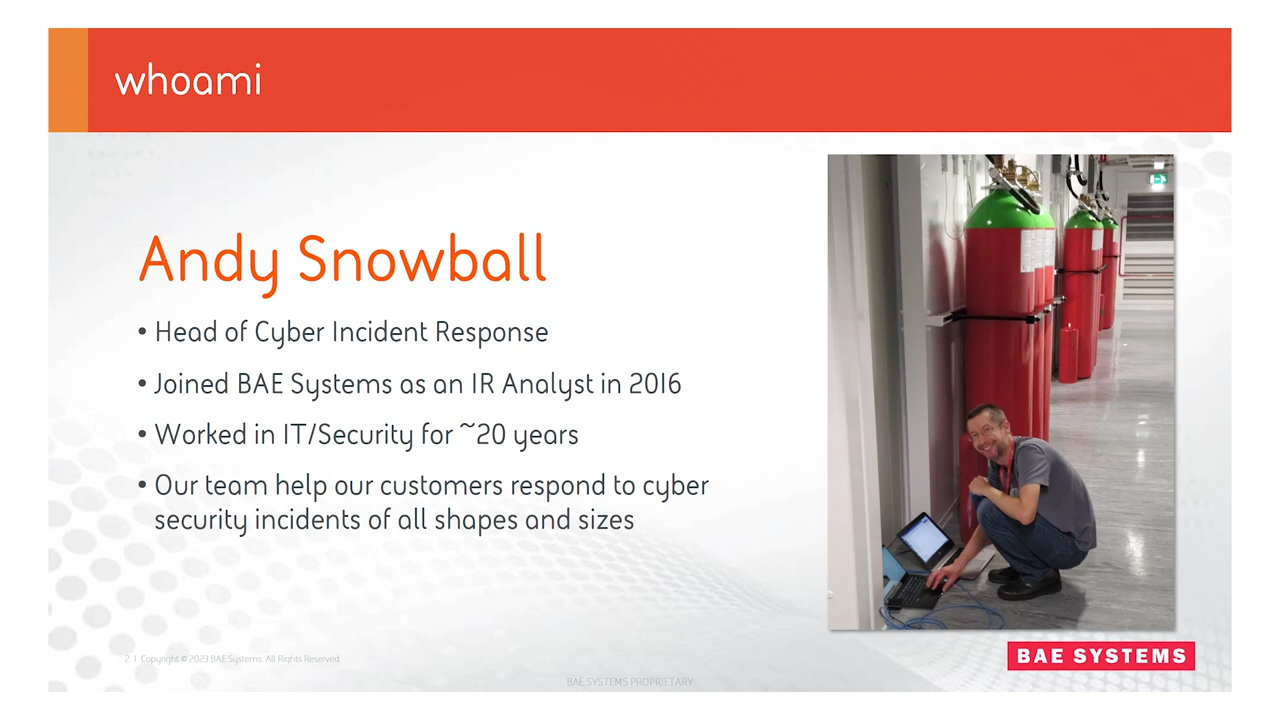 whoami
Andy Snowball
• Head of Cyber Incident Response
• Joined BAE Systems as an IR Analyst in 2016
• Worked in IT/Security for ~20 years
• Our team help our customers respond to cyber
security incidents of all shapes and sizes
2 | Copyright © 2023 BAE Systems. All Rights Reserved
BAE SYSTEMS
BAE SYSTEMS PROPRIETARY